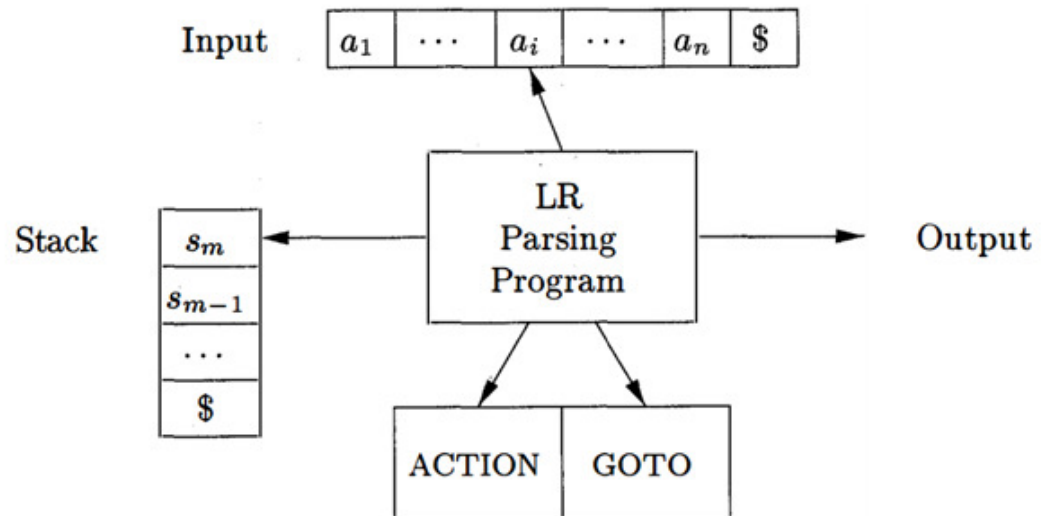 Input a₁ ⋯ aᵢ ⋯ aₙ $
LR
Parsing
Program
Stack
sₘ
sₘ₋₁
⋯
$
Output
ACTION GOTO